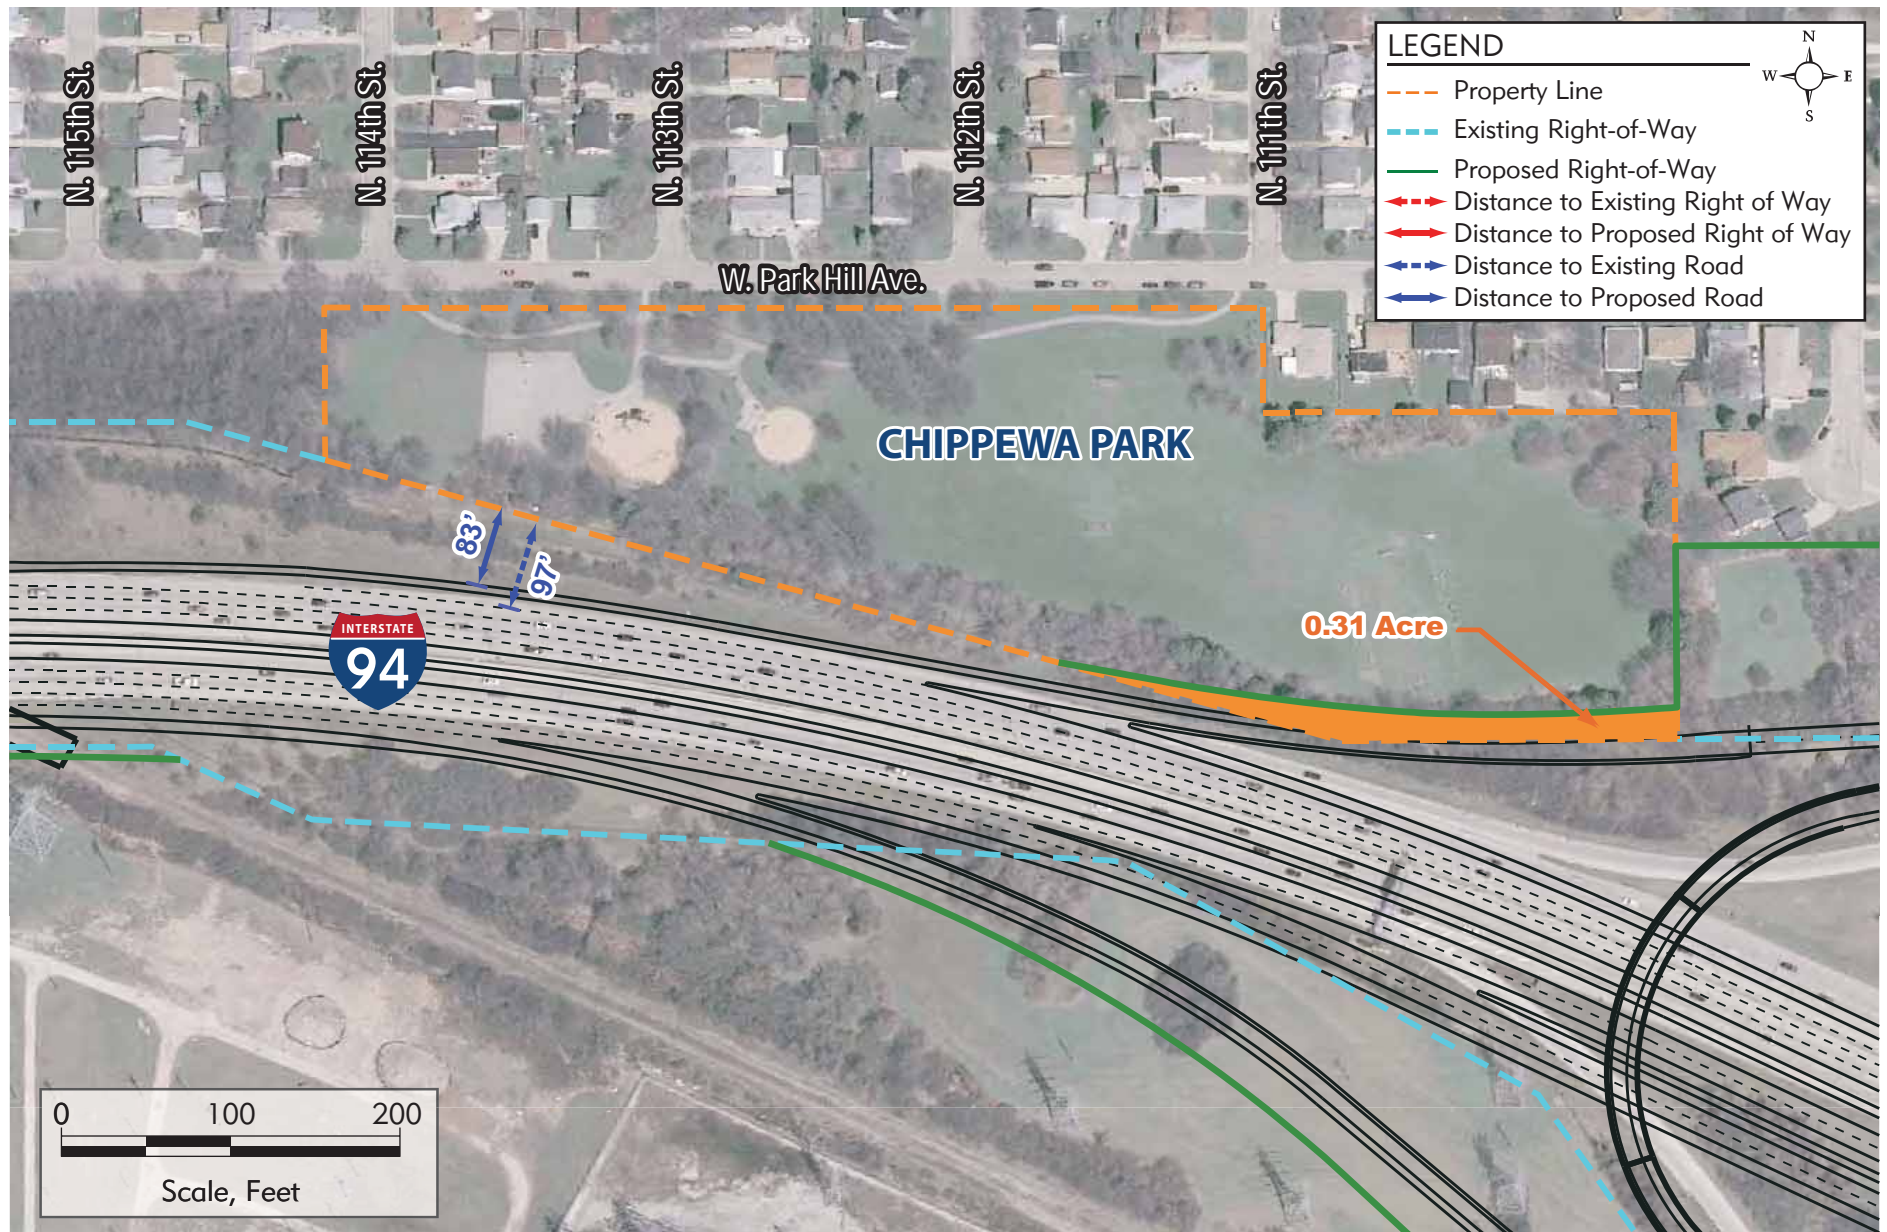 N. 115th St.
N. 114th St.
N. 113th St.
N. 112th St.
N. 111th St.
LEGEND
N
W E
S
Property Line
Existing Right-of-Way
Proposed Right-of-Way
Distance to Existing Right of Way
Distance to Proposed Right of Way
Distance to Existing Road
Distance to Proposed Road
W. Park Hill Ave.
CHIPPEWA PARK
83’
97’
0.31 Acre
INTERSTATE
94
0 100 200
Scale, Feet